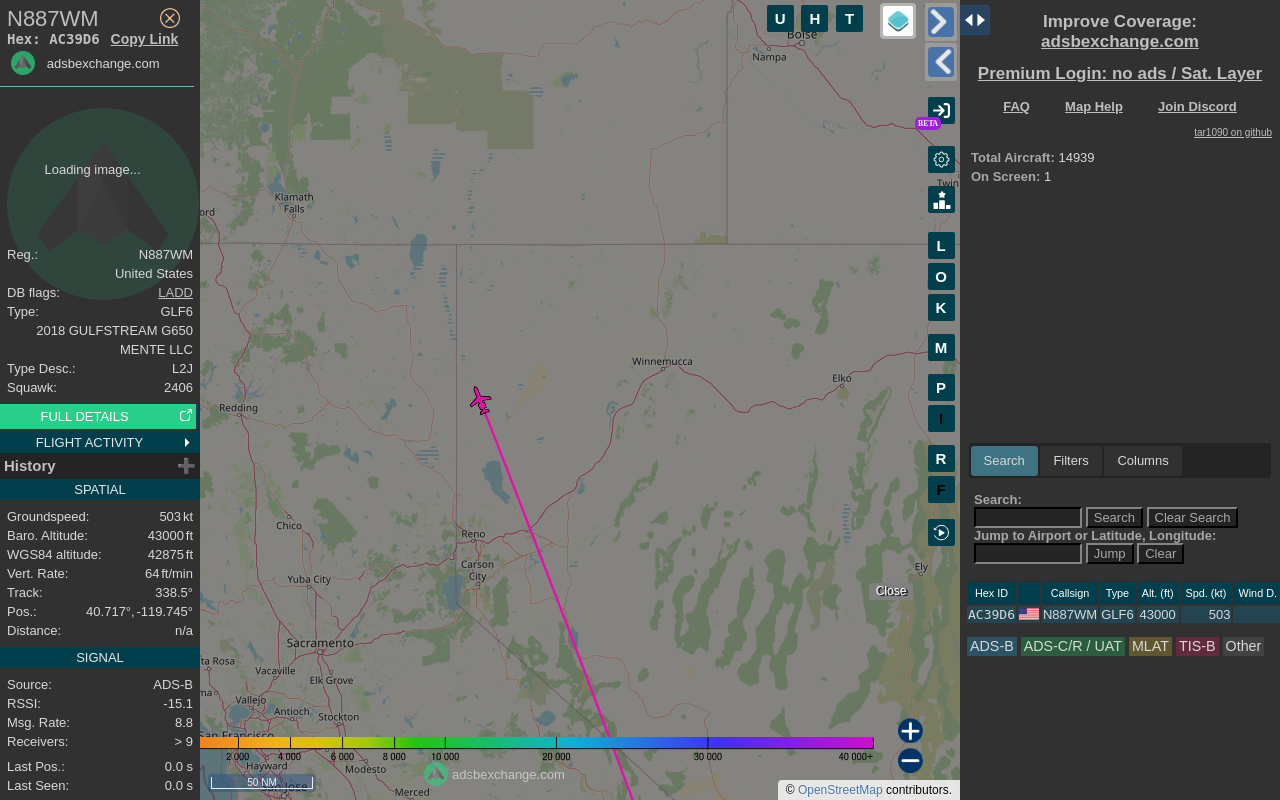 N887WM
Hex: AC39D6 Copy Link
adsbexchange.com
Loading image...
Reg.: N887WM
United States
DB flags: LADD
Type: GLF6
2018 GULFSTREAM G650
MENTE LLC
Type Desc.: L2J
Squawk: 2406
FULL DETAILS
FLIGHT ACTIVITY
History
SPATIAL
Groundspeed: 503 kt
Baro. Altitude: 43000 ft
WGS84 altitude: 42875 ft
Vert. Rate: 64 ft/min
Track: 338.5°
Pos.: 40.717°, -119.745°
Distance: n/a
SIGNAL
Source: ADS-B
RSSI: -15.1
Msg. Rate: 8.8
Receivers: > 9
Last Pos.: 0.0 s
Last Seen: 0.0 s
U H T
BETA
L
O
K
M
P
I
R
F
Boise
Nampa
Twin
Klamath
Falls
ord
Winnemucca
Elko
Redding
Chico
Reno
Carson
City
Yuba City
Ely
Close
Sacramento
ta Rosa
Vacaville
Elk Grove
ma
Vallejo
Antioch
Stockton
San Francisco
2 000 4 000 6 000 8 000 10 000 20 000 30 000 40 000+
Hayward
Modesto
adsbexchange.com
50 NM
San Jose
Merced
© OpenStreetMap contributors.
Improve Coverage:
adsbexchange.com
Premium Login: no ads / Sat. Layer
FAQ Map Help Join Discord
tar1090 on github
Total Aircraft: 14939
On Screen: 1
Search Filters Columns
Search:
Search Clear Search
Jump to Airport or Latitude, Longitude:
Jump Clear
Hex ID Callsign Type Alt. (ft) Spd. (kt) Wind D.
AC39D6 N887WM GLF6 43000 503
ADS-B ADS-C/R / UAT MLAT TIS-B Other